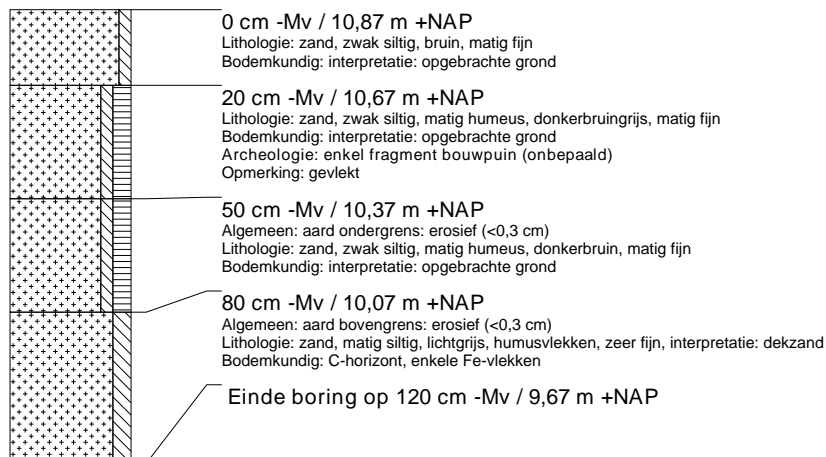 0 cm -Mv / 10,87 m +NAP
Lithologie: zand, zwak siltig, bruin, matig fijn
Bodemkundig: interpretatie: opgebrachte grond
20 cm -Mv / 10,67 m +NAP
Lithologie: zand, zwak siltig, matig humeus, donkerbruingrijs, matig fijn
Bodemkundig: interpretatie: opgebrachte grond
Archeologie: enkel fragment bouwpuin (onbepaald)
Opmerking: gevlekt
50 cm -Mv / 10,37 m +NAP
Algemeen: aard ondergrens: erosief (<0,3 cm)
Lithologie: zand, zwak siltig, matig humeus, donkerbruin, matig fijn
Bodemkundig: interpretatie: opgebrachte grond
80 cm -Mv / 10,07 m +NAP
Algemeen: aard bovengrens: erosief (<0,3 cm)
Lithologie: zand, matig siltig, lichtgrijs, humusvlekken, zeer fijn, interpretatie: dekzand
Bodemkundig: C-horizont, enkele Fe-vlekken
Einde boring op 120 cm -Mv / 9,67 m +NAP